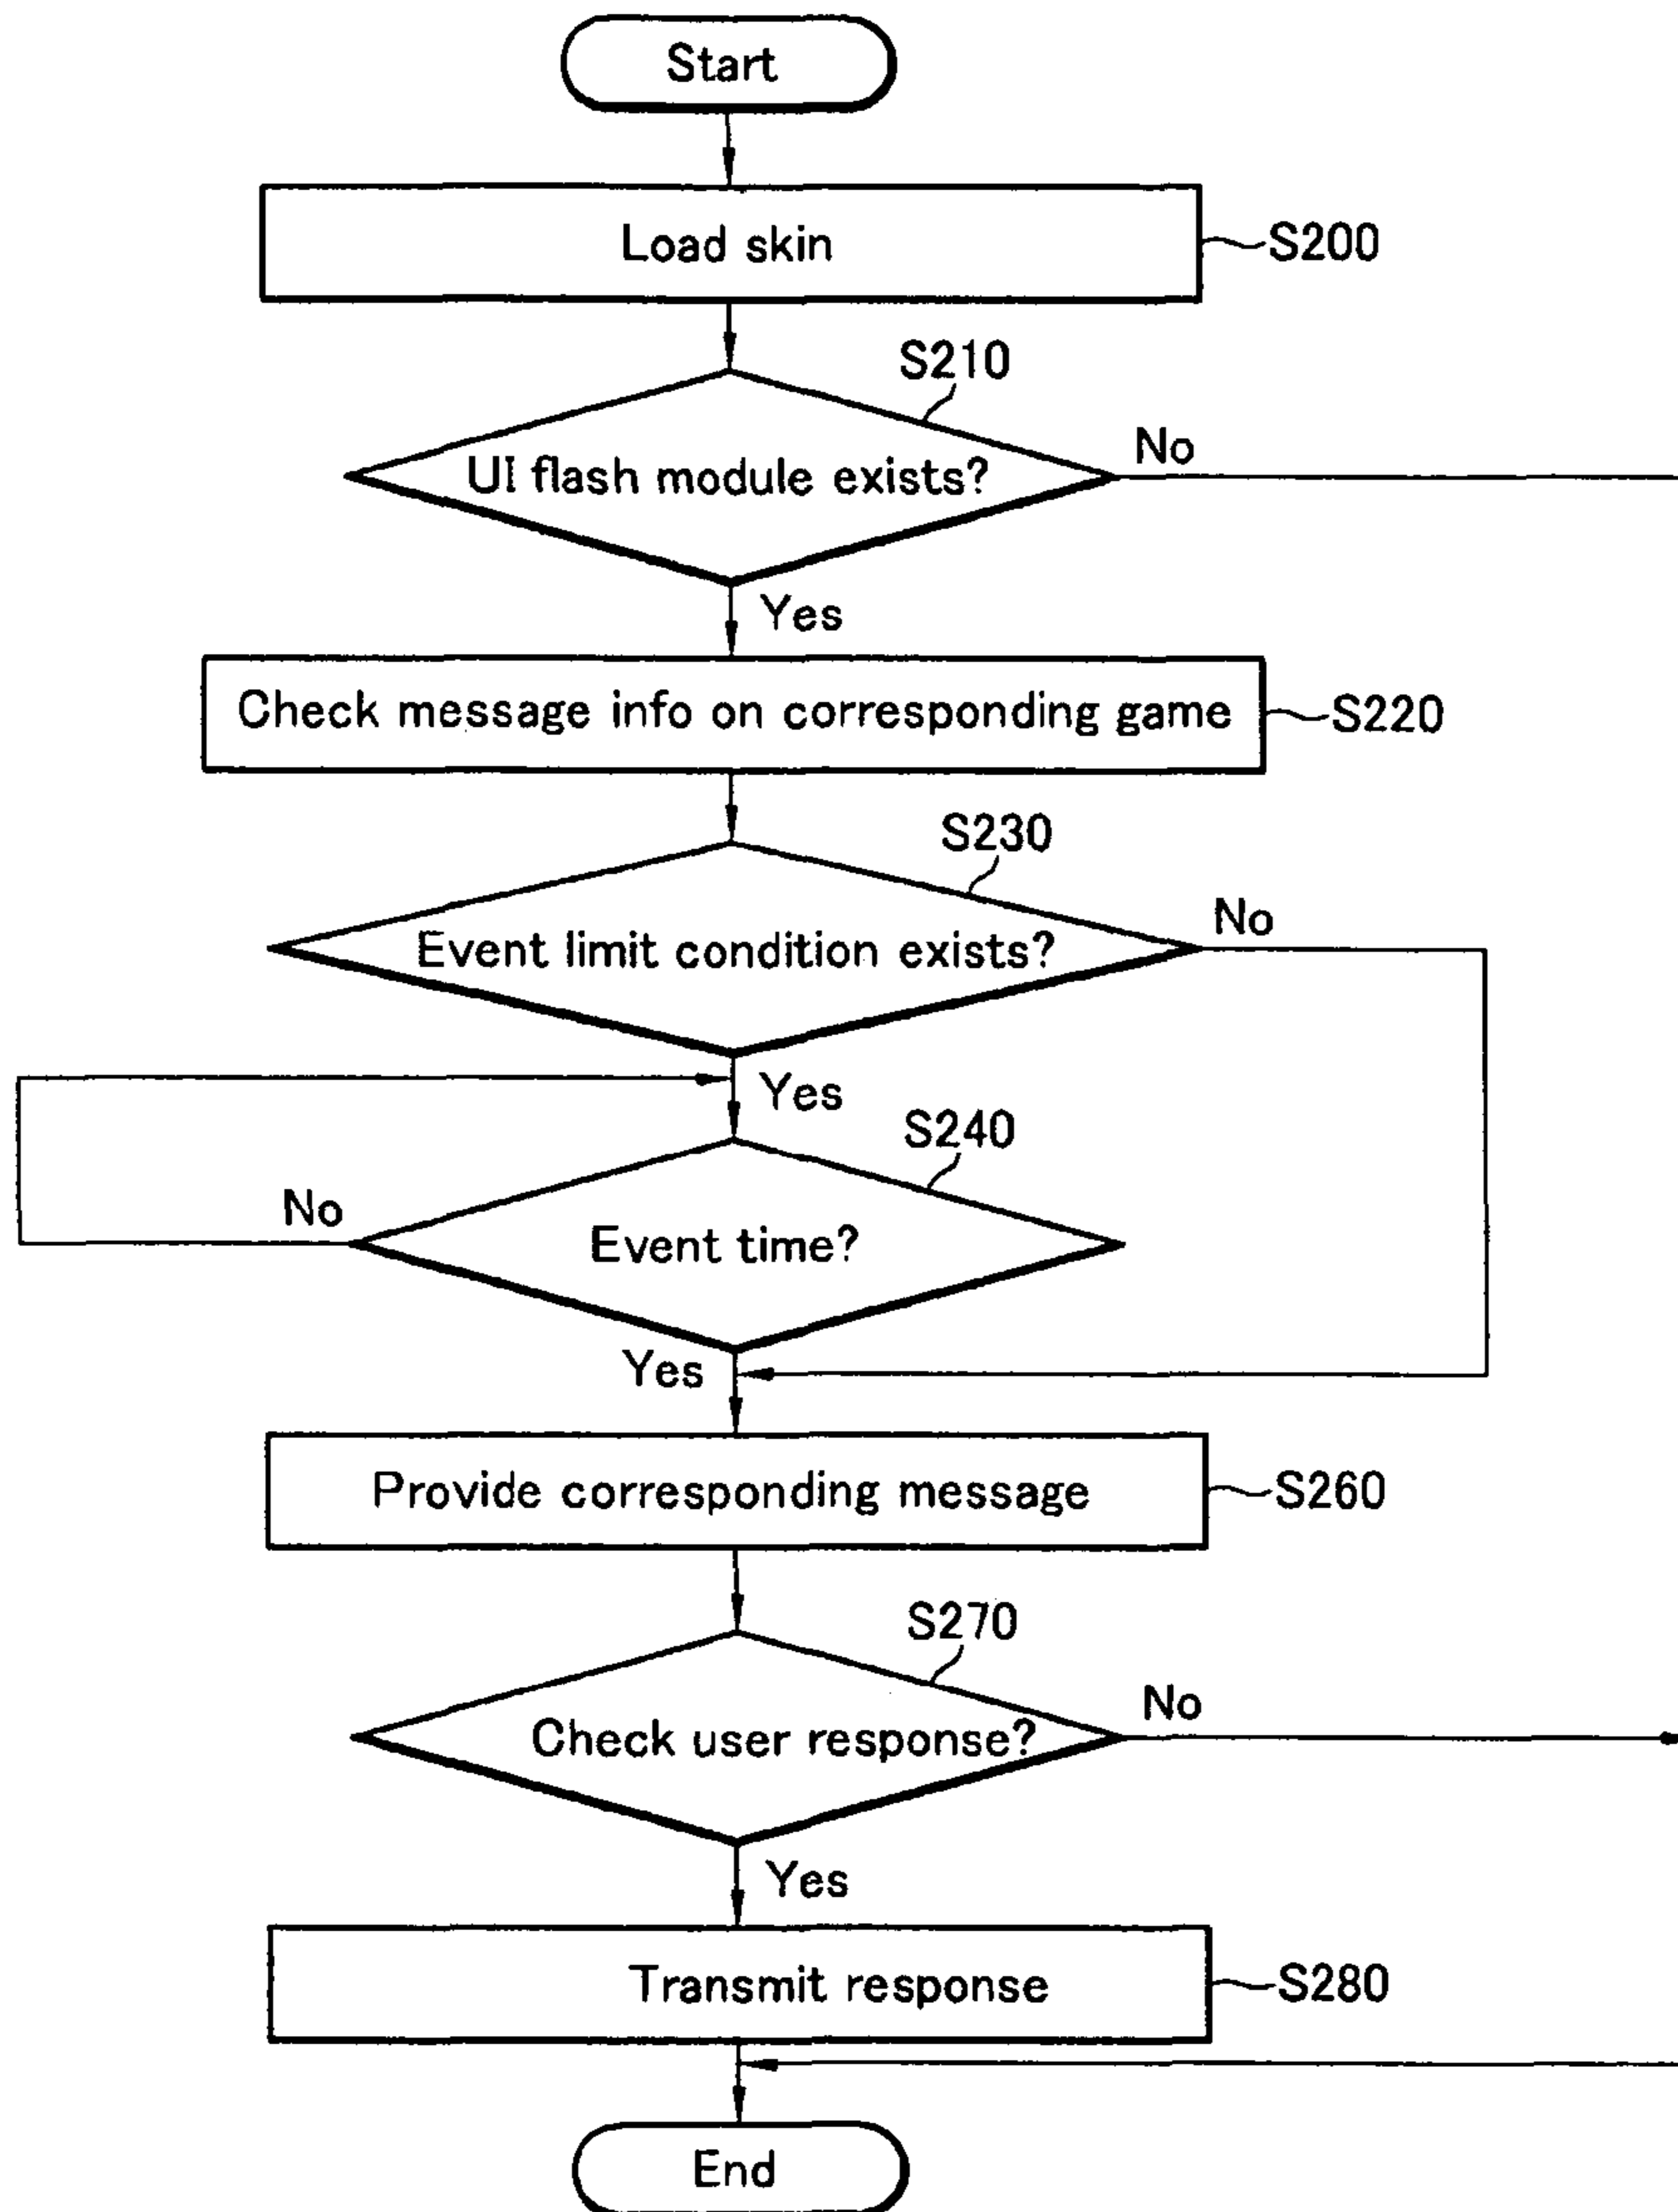 Start
Load skin
S200
S210
UI flash module exists?
No
Yes
Check message info on corresponding game
S220
S230
Event limit condition exists?
No
Yes
S240
Event time?
No
Yes
Provide corresponding message
S260
S270
Check user response?
No
Yes
Transmit response
S280
End